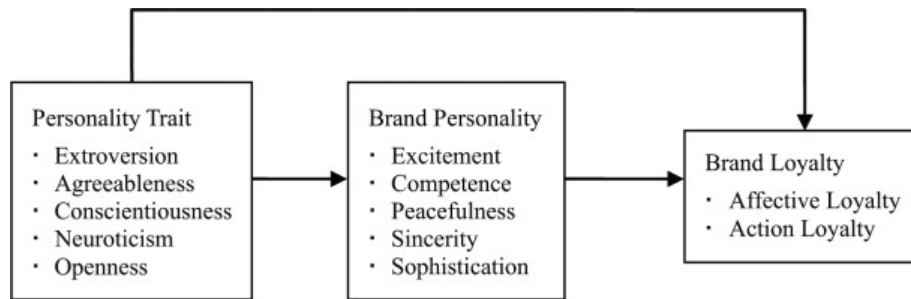 Personality Trait
· Extroversion
· Agreeableness
· Conscientiousness
· Neuroticism
· Openness
Brand Personality
· Excitement
· Competence
· Peacefulness
· Sincerity
· Sophistication
Brand Loyalty
· Affective Loyalty
· Action Loyalty